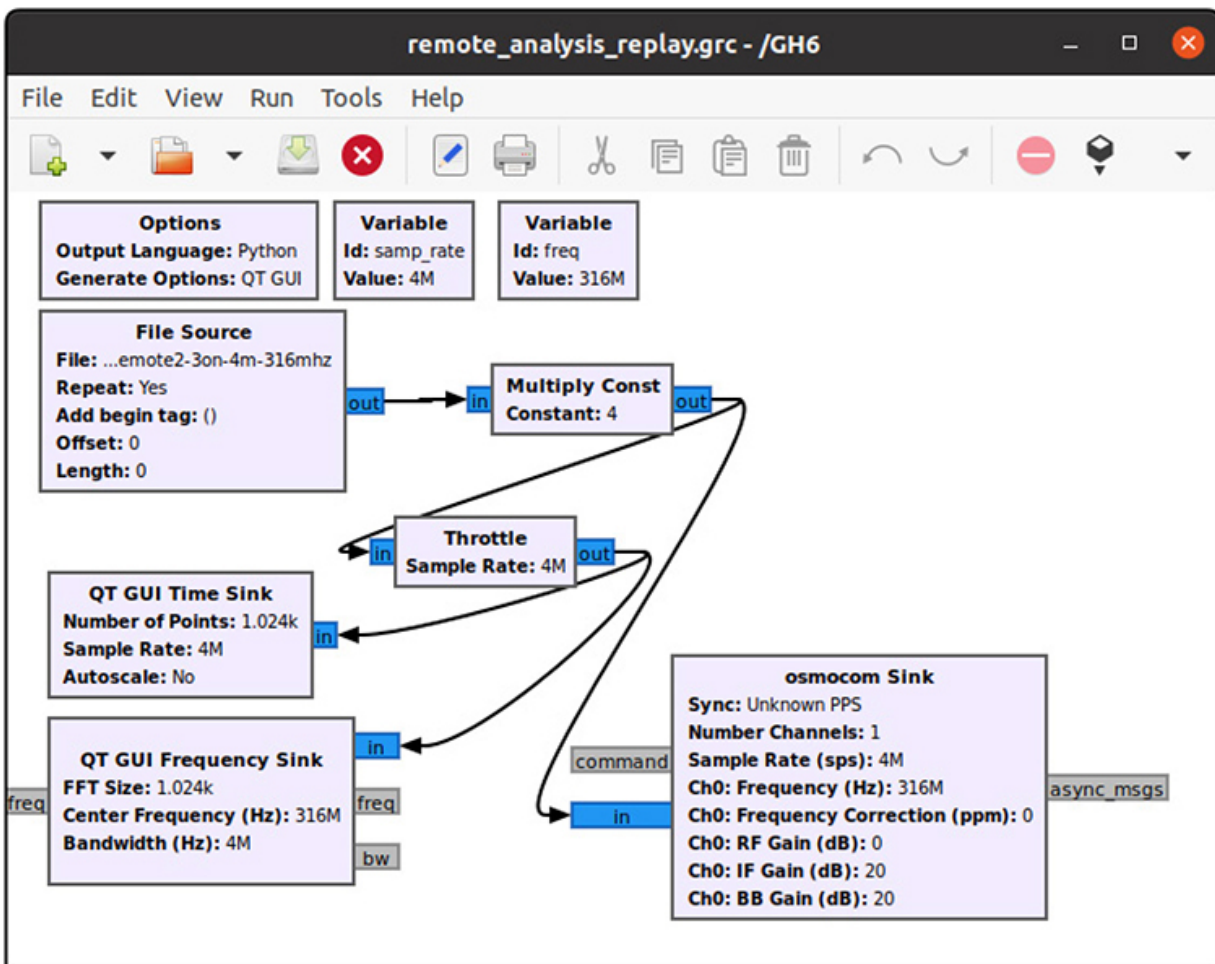 remote_analysis_replay.grc - /GH6
File Edit View Run Tools Help
Options
Output Language: Python
Generate Options: QT GUI
Variable
Id: samp_rate
Value: 4M
Variable
Id: freq
Value: 316M
File Source
File: ...emote2-3on-4m-316mhz
Repeat: Yes
Add begin tag: ()
Offset: 0
Length: 0
out
in
Multiply Const
Constant: 4
out
in
Throttle
Sample Rate: 4M
out
QT GUI Time Sink
Number of Points: 1.024k
Sample Rate: 4M
Autoscale: No
in
QT GUI Frequency Sink
FFT Size: 1.024k
Center Frequency (Hz): 316M
Bandwidth (Hz): 4M
freq
in
freq
bw
osmocom Sink
Sync: Unknown PPS
Number Channels: 1
Sample Rate (sps): 4M
Ch0: Frequency (Hz): 316M
Ch0: Frequency Correction (ppm): 0
Ch0: RF Gain (dB): 0
Ch0: IF Gain (dB): 20
Ch0: BB Gain (dB): 20
command
in
async_msgs